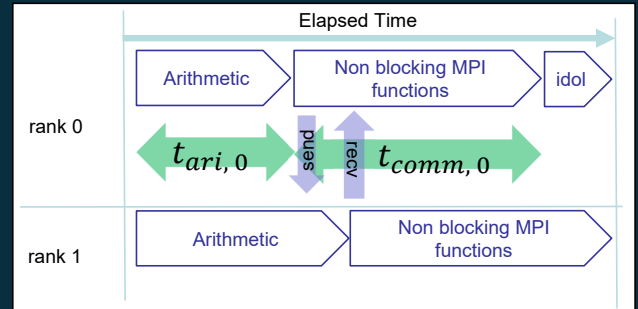 Elapsed Time
Arithmetic
Non blocking MPI
functions
idol
rank 0
t_ari, 0
send
recv
t_comm, 0
Arithmetic
Non blocking MPI
functions
rank 1